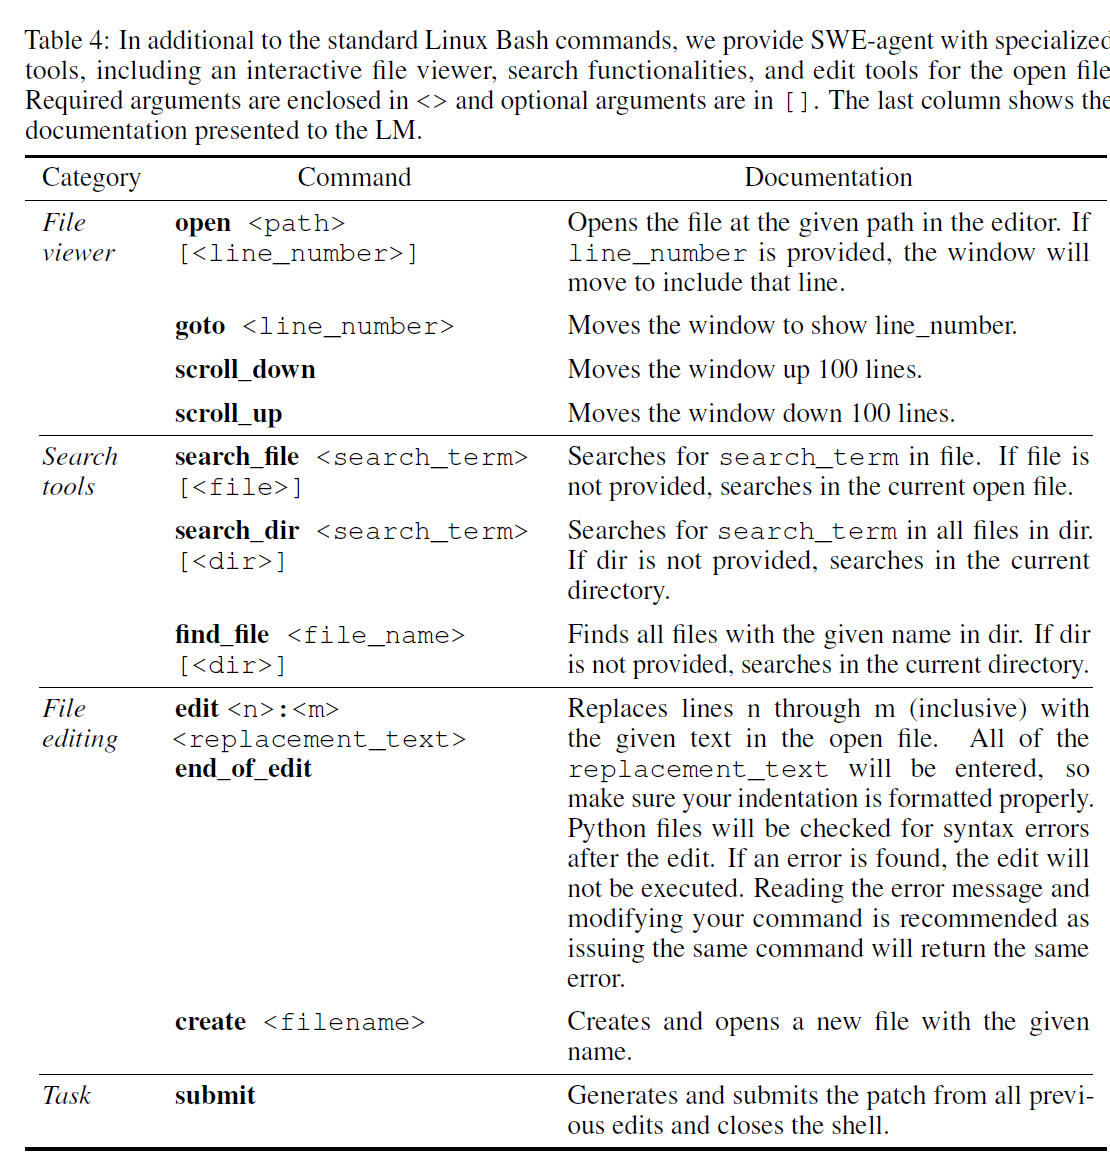 Table 4: In additional to the standard Linux Bash commands, we provide SWE-agent with specialized
tools, including an interactive file viewer, search functionalities, and edit tools for the open file
Required arguments are enclosed in <> and optional arguments are in []. The last column shows the
documentation presented to the LM.
Category Command Documentation
File viewer
open <path> [<line_number>]
Opens the file at the given path in the editor. If
line_number is provided, the window will
move to include that line.
goto <line_number> Moves the window to show line_number.
scroll_down Moves the window up 100 lines.
scroll_up Moves the window down 100 lines.
Search tools
search_file <search_term> [<file>]
Searches for search_term in file. If file is
not provided, searches in the current open file.
search_dir <search_term> [<dir>]
Searches for search_term in all files in dir.
If dir is not provided, searches in the current
directory.
find_file <file_name> [<dir>]
Finds all files with the given name in dir. If dir
is not provided, searches in the current directory.
File editing
edit <n>:<m>
<replacement_text>
end_of_edit
Replaces lines n through m (inclusive) with
the given text in the open file. All of the
replacement_text will be entered, so
make sure your indentation is formatted properly.
Python files will be checked for syntax errors
after the edit. If an error is found, the edit will
not be executed. Reading the error message and
modifying your command is recommended as
issuing the same command will return the same
error.
create <filename>
Creates and opens a new file with the given
name.
Task
submit
Generates and submits the patch from all previ-
ous edits and closes the shell.